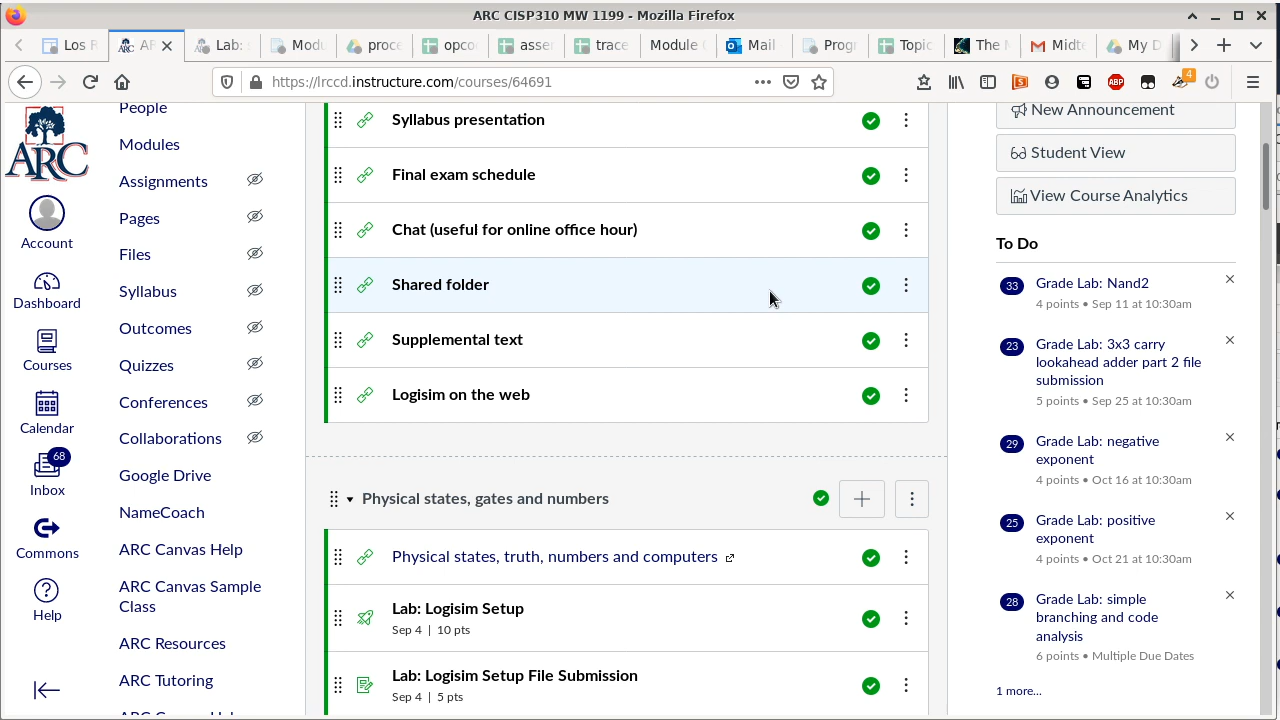 ARC CISP310 MW 1199 - Mozilla Firefox
Los R
AR
Lab:
Modu
proce
opco
asse
trace
Module (
Mail
Progr
Topic
The M
Midte
My D
https://lrccd.instructure.com/courses/64691
ABP
4
ARC
Account
Dashboard
Courses
Calendar
68
Inbox
Commons
Help
People
Modules
Assignments
Pages
Files
Syllabus
Outcomes
Quizzes
Conferences
Collaborations
Google Drive
NameCoach
ARC Canvas Help
ARC Canvas Sample
Class
ARC Resources
ARC Tutoring
Syllabus presentation
Final exam schedule
Chat (useful for online office hour)
Shared folder
Supplemental text
Logisim on the web
Physical states, gates and numbers
Physical states, truth, numbers and computers
Lab: Logisim Setup
Sep 4 | 10 pts
Lab: Logisim Setup File Submission
Sep 4 | 5 pts
New Announcement
Student View
View Course Analytics
To Do
33
Grade Lab: Nand2
4 points • Sep 11 at 10:30am
23
Grade Lab: 3x3 carry
lookahead adder part 2 file
submission
5 points • Sep 25 at 10:30am
29
Grade Lab: negative
exponent
4 points • Oct 16 at 10:30am
25
Grade Lab: positive
exponent
4 points • Oct 21 at 10:30am
28
Grade Lab: simple
branching and code
analysis
6 points • Multiple Due Dates
1 more...